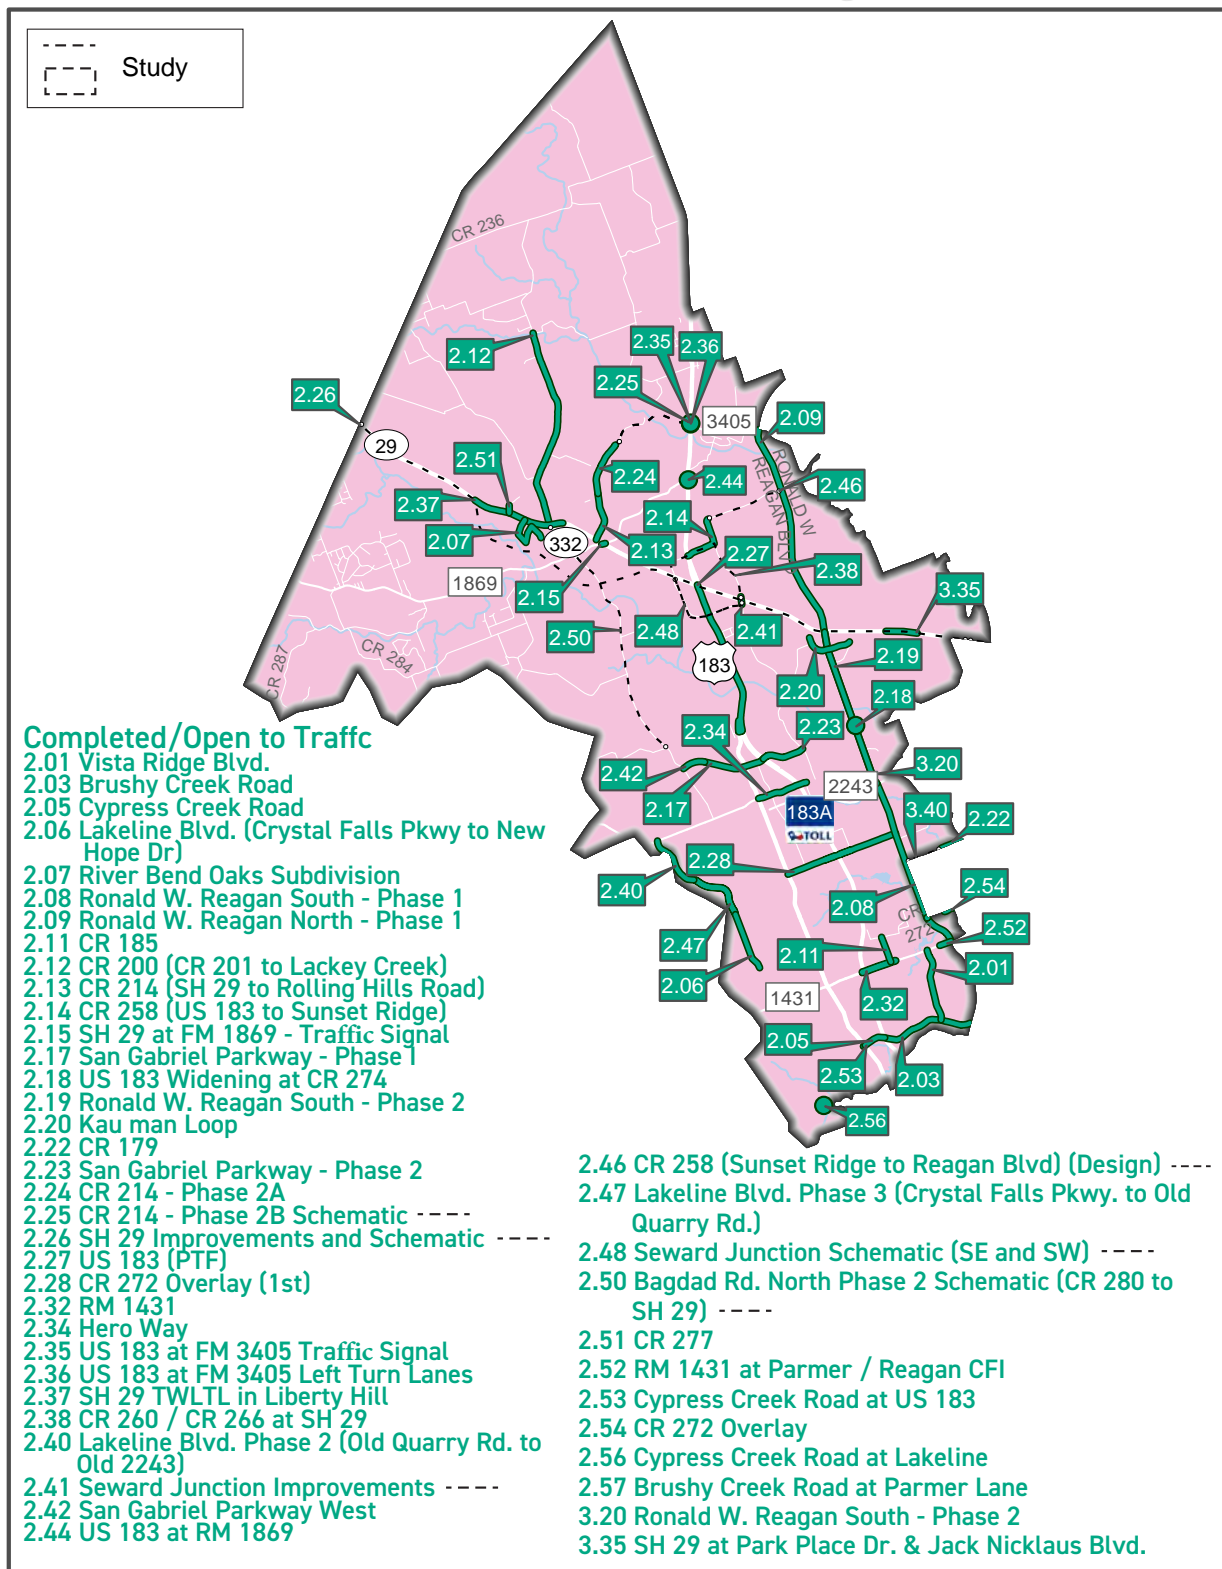 Study
CR 236
2.12
2.35
2.36
2.25
3405
2.09
2.26
29
2.51
2.24
2.44
RONALD W
REAGAN BLVD
2.46
2.37
2.14
2.07
332
2.13
2.27
2.38
1869
2.15
3.35
2.50
2.48
2.41
CR 287
CR 284
183
2.19
2.20
2.18
2.34
2.23
2.42
2.17
2243
3.20
183A
TOLL
3.40
2.22
2.28
2.40
2.08
CR
272
2.54
2.47
2.11
2.52
2.06
1431
2.32
2.01
2.05
2.53
2.03
2.56
Completed/Open to Traffc
2.01 Vista Ridge Blvd.
2.03 Brushy Creek Road
2.05 Cypress Creek Road
2.06 Lakeline Blvd. (Crystal Falls Pkwy to New
Hope Dr)
2.07 River Bend Oaks Subdivision
2.08 Ronald W. Reagan South - Phase 1
2.09 Ronald W. Reagan North - Phase 1
2.11 CR 185
2.12 CR 200 (CR 201 to Lackey Creek)
2.13 CR 214 (SH 29 to Rolling Hills Road)
2.14 CR 258 (US 183 to Sunset Ridge)
2.15 SH 29 at FM 1869 - Traffic Signal
2.17 San Gabriel Parkway - Phase 1
2.18 US 183 Widening at CR 274
2.19 Ronald W. Reagan South - Phase 2
2.20 Kau man Loop
2.22 CR 179
2.23 San Gabriel Parkway - Phase 2
2.24 CR 214 - Phase 2A
2.25 CR 214 - Phase 2B Schematic ----
2.26 SH 29 Improvements and Schematic ----
2.27 US 183 (PTF)
2.28 CR 272 Overlay (1st)
2.32 RM 1431
2.34 Hero Way
2.35 US 183 at FM 3405 Traffic Signal
2.36 US 183 at FM 3405 Left Turn Lanes
2.37 SH 29 TWLTL in Liberty Hill
2.38 CR 260 / CR 266 at SH 29
2.40 Lakeline Blvd. Phase 2 (Old Quarry Rd. to
Old 2243)
2.41 Seward Junction Improvements ----
2.42 San Gabriel Parkway West
2.44 US 183 at RM 1869
2.46 CR 258 (Sunset Ridge to Reagan Blvd) (Design) ----
2.47 Lakeline Blvd. Phase 3 (Crystal Falls Pkwy. to Old
Quarry Rd.)
2.48 Seward Junction Schematic (SE and SW) ----
2.50 Bagdad Rd. North Phase 2 Schematic (CR 280 to
SH 29) ----
2.51 CR 277
2.52 RM 1431 at Parmer / Reagan CFI
2.53 Cypress Creek Road at US 183
2.54 CR 272 Overlay
2.56 Cypress Creek Road at Lakeline
2.57 Brushy Creek Road at Parmer Lane
3.20 Ronald W. Reagan South - Phase 2
3.35 SH 29 at Park Place Dr. & Jack Nicklaus Blvd.